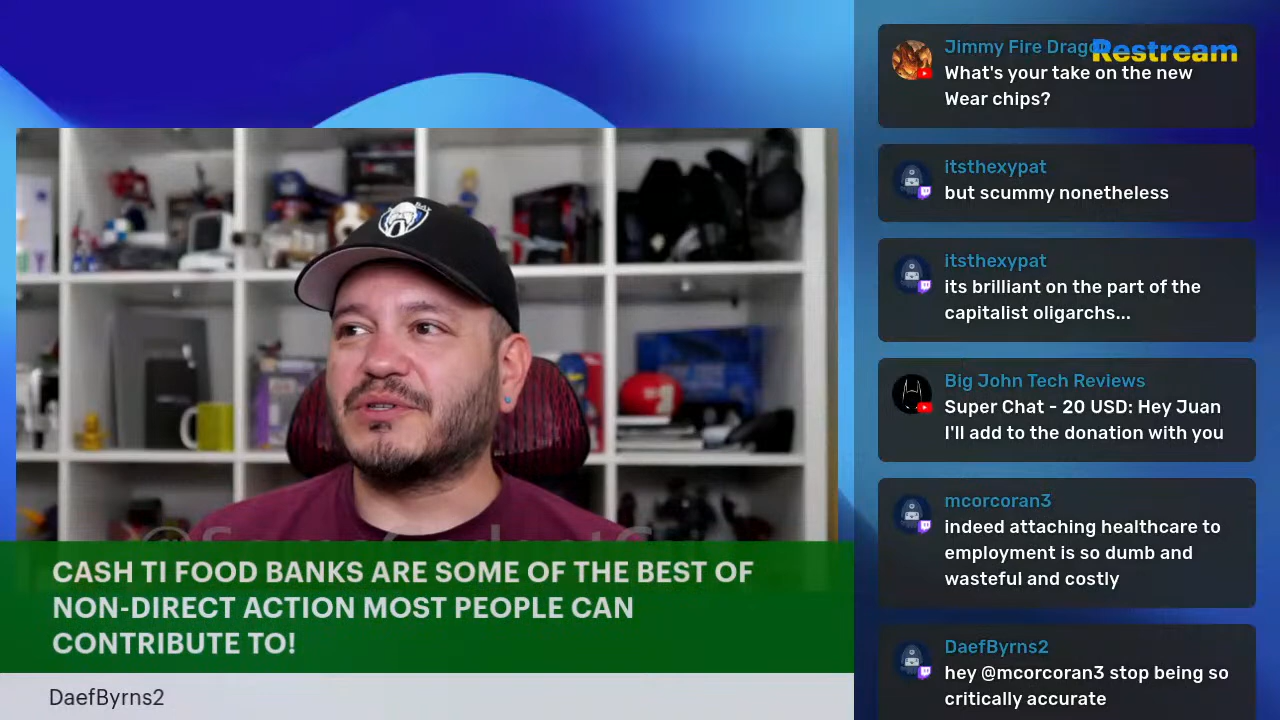 CASH TI FOOD BANKS ARE SOME OF THE BEST OF
NON-DIRECT ACTION MOST PEOPLE CAN
CONTRIBUTE TO!
DaefByrns2
Restream
Jimmy Fire Dragon
What's your take on the new
Wear chips?
itsthexypat
but scummy nonetheless
itsthexypat
its brilliant on the part of the
capitalist oligarchs...
Big John Tech Reviews
Super Chat - 20 USD: Hey Juan
I'll add to the donation with you
mcorcoran3
indeed attaching healthcare to
employment is so dumb and
wasteful and costly
DaefByrns2
hey @mcorcoran3 stop being so
critically accurate